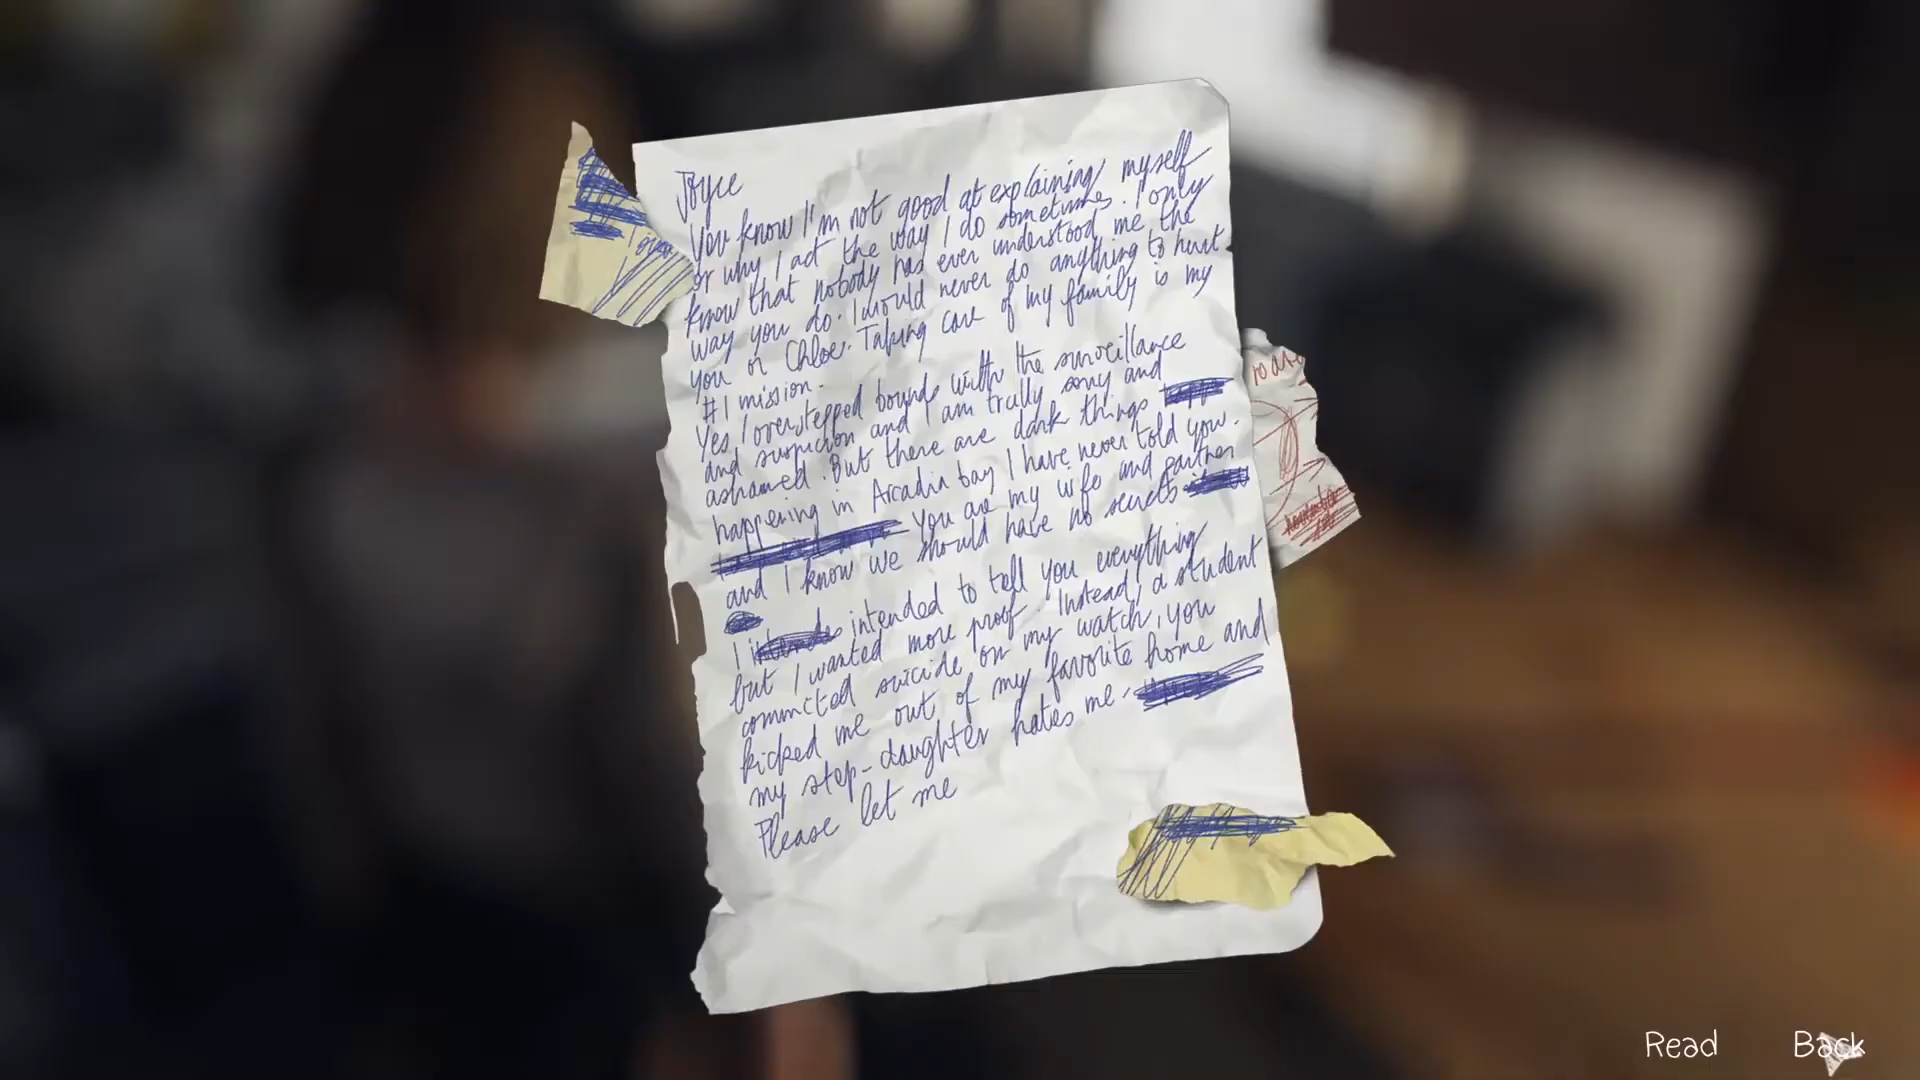 Joyce
You know I'm not good at explaining myself
or why I act the way I do sometimes. I only
know that nobody has ever understood me the
way you do. I would never do anything to hurt
you or Chloe. Taking care of my family is my
#1 mission.
Yes I overstepped bounds with the surveillance
and suspicion and I am trully sorry and
ashamed. But there are dark things
happening in Arcadia bay I have never told you.
You are my wife and partner
and I know we should have no secrets
I intended to tell you everything
but I wanted more proof. Instead, a student
committed suicide on my watch, you
kicked me out of my favorite home and
my step-daughter hates me.
Please let me
Read Back